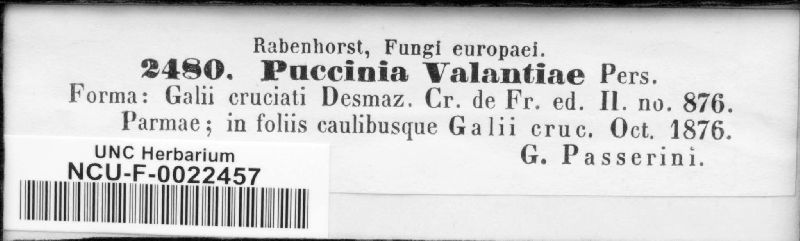 Rabenhorst, Fungi europaei.
2480. Puccinia Valantiae Pers.
Forma: Galii cruciati Desmaz. Cr. de Fr. ed. II. no. 876.
Parmae; in foliis caulibusque Galii cruc. Oct. 1876.
G. Passerini.
UNC Herbarium
NCU-F-0022457